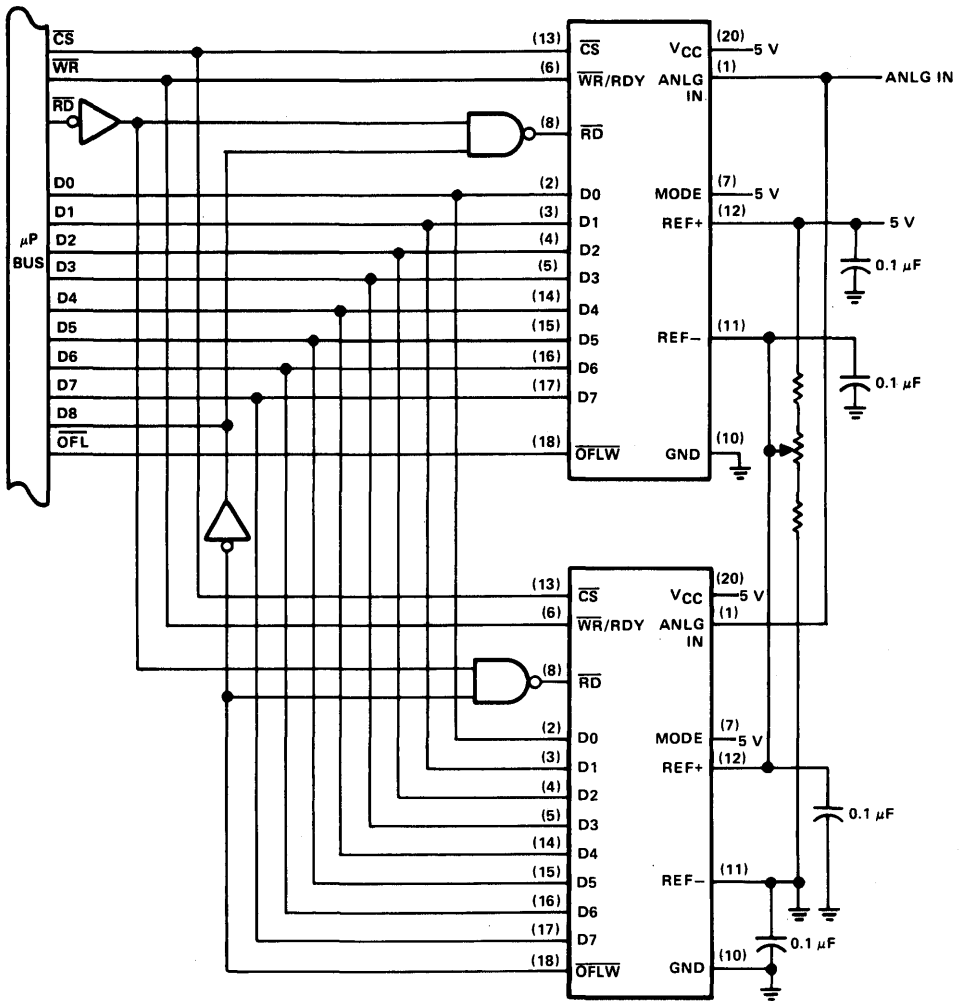 CS (13) CS VCC (20) 5 V
WR (6) WR/RDY ANLG IN (1) ANLG IN
RD
(8) RD
D0 (2) D0 MODE (7) 5 V
D1 (3) D1 REF+ (12) 5 V
μP BUS
D2 (4) D2
0.1 μF
D3 (5) D3
D4 (14) D4
D5 (15) D5 REF− (11)
D6 (16) D6
0.1 μF
D7 (17) D7
D8
OFL (18) OFLW GND (10)
(13) CS VCC (20) 5 V
(6) WR/RDY ANLG IN (1)
(8) RD
(2) D0 MODE (7) 5 V
(3) D1 REF+ (12)
(4) D2
0.1 μF
(5) D3
(14) D4
(15) D5 REF− (11)
(16) D6
(17) D7
0.1 μF
(18) OFLW GND (10)